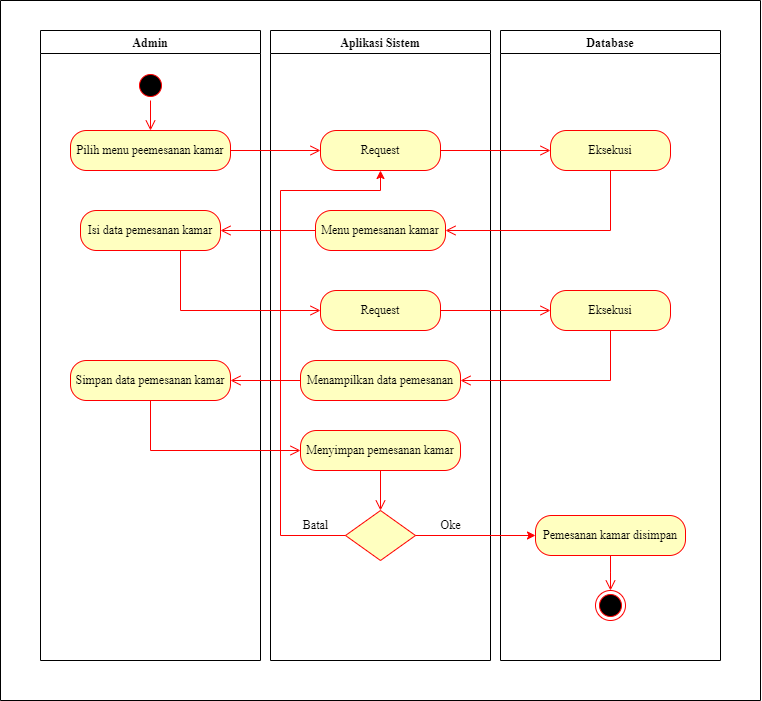 Admin
Aplikasi Sistem
Database
Pilih menu peemesanan kamar
Request
Eksekusi
Isi data pemesanan kamar
Menu pemesanan kamar
Request
Eksekusi
Simpan data pemesanan kamar
Menampilkan data pemesanan
Menyimpan pemesanan kamar
Batal
Oke
Pemesanan kamar disimpan